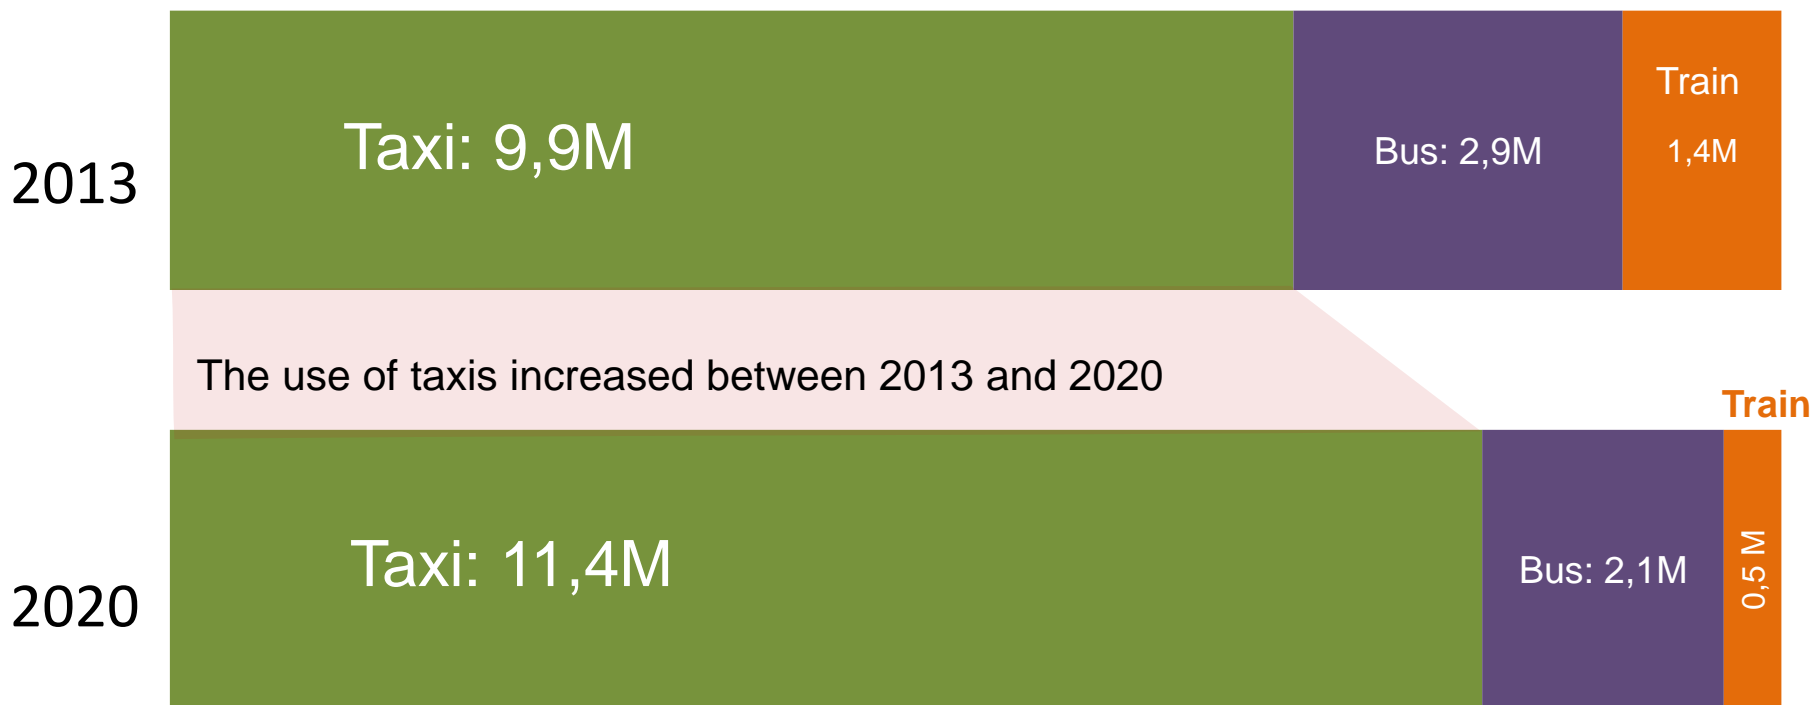 2013
Taxi: 9,9M
Bus: 2,9M
Train
1,4M
The use of taxis increased between 2013 and 2020
Train
2020
Taxi: 11,4M
Bus: 2,1M
0,5 M